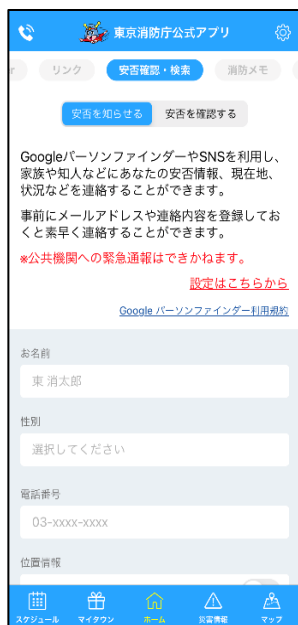 東京消防庁公式アプリ
r リンク 安否確認・検索 消防メモ
安否を知らせる 安否を確認する
GoogleパーソンファインダーやSNSを利用し、
家族や知人などにあなたの安否情報、現在地、
状況などを連絡することができます。
事前にメールアドレスや連絡内容を登録してお
くと素早く連絡することができます。
※公共機関への緊急通報はできかねます。
設定はこちらから
Google パーソンファインダー利用規約
お名前
東 消太郎
性別
選択してください
電話番号
03-xxxx-xxxx
位置情報
スケジュール マイタウン ホーム 災害情報 マップ